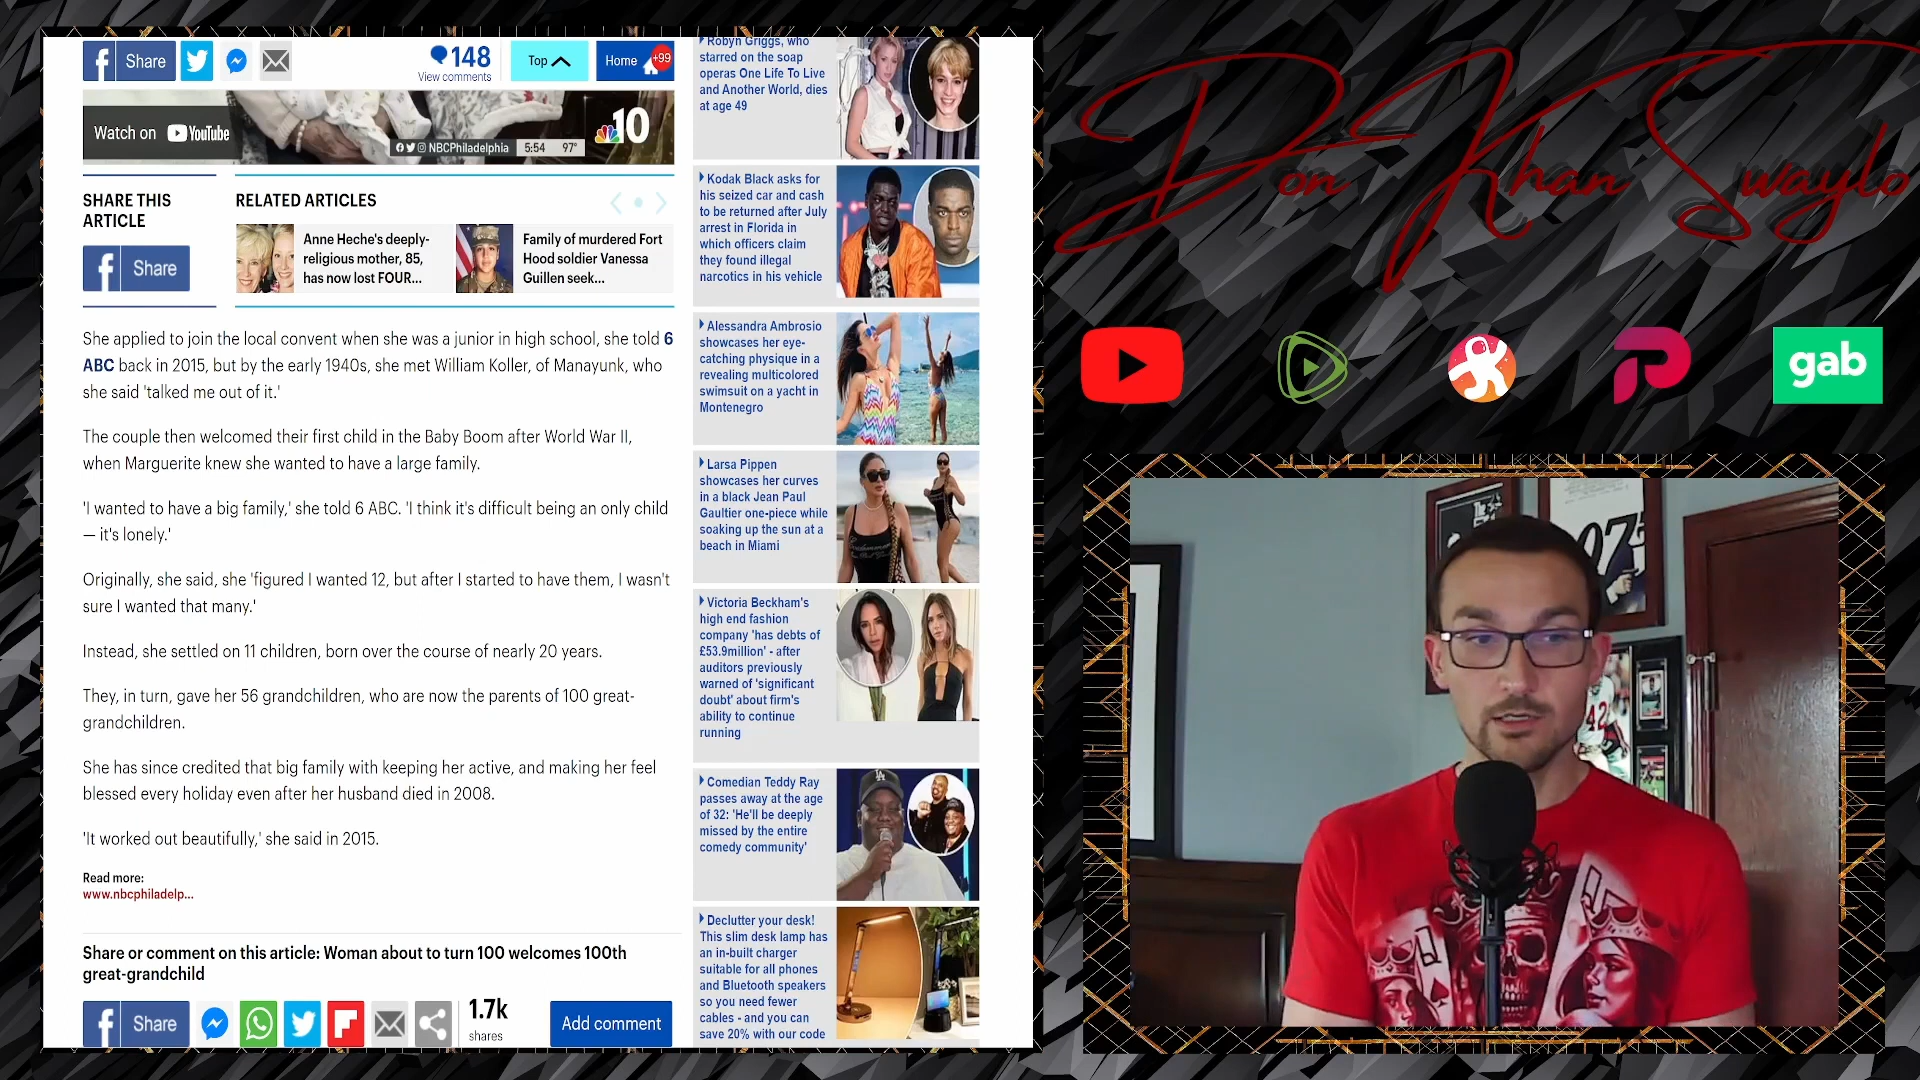 Share
148
View comments
Top
Home
+99
Watch on YouTube
NBCPhiladelphia 5:54 97°
10
SHARE THIS
ARTICLE
Share
RELATED ARTICLES
Anne Heche's deeply-
religious mother, 85,
has now lost FOUR...
Family of murdered Fort
Hood soldier Vanessa
Guillen seek...
She applied to join the local convent when she was a junior in high school, she told 6
ABC back in 2015, but by the early 1940s, she met William Koller, of Manayunk, who
she said 'talked me out of it.'
The couple then welcomed their first child in the Baby Boom after World War II,
when Marguerite knew she wanted to have a large family.
'I wanted to have a big family,' she told 6 ABC. 'I think it's difficult being an only child
— it's lonely.'
Originally, she said, she 'figured I wanted 12, but after I started to have them, I wasn't
sure I wanted that many.'
Instead, she settled on 11 children, born over the course of nearly 20 years.
They, in turn, gave her 56 grandchildren, who are now the parents of 100 great-
grandchildren.
She has since credited that big family with keeping her active, and making her feel
blessed every holiday even after her husband died in 2008.
'It worked out beautifully,' she said in 2015.
Read more:
www.nbcphiladelp...
Share or comment on this article: Woman about to turn 100 welcomes 100th
great-grandchild
Share
1.7k
shares
Add comment
Robyn Griggs, who
starred on the soap
operas One Life To Live
and Another World, dies
at age 49
Kodak Black asks for
his seized car and cash
to be returned after July
arrest in Florida in
which officers claim
they found illegal
narcotics in his vehicle
Alessandra Ambrosio
showcases her eye-
catching physique in a
revealing multicolored
swimsuit on a yacht in
Montenegro
Larsa Pippen
showcases her curves
in a black Jean Paul
Gaultier one-piece while
soaking up the sun at a
beach in Miami
Victoria Beckham's
high end fashion
company 'has debts of
£53.9million' - after
auditors previously
warned of 'significant
doubt' about firm's
ability to continue
running
Comedian Teddy Ray
passes away at the age
of 32: 'He'll be deeply
missed by the entire
comedy community'
Declutter your desk!
This slim desk lamp has
an in-built charger
suitable for all phones
and Bluetooth speakers
so you need fewer
cables - and you can
save 20% with our code
Don Khan Swaylo
gab
007
42